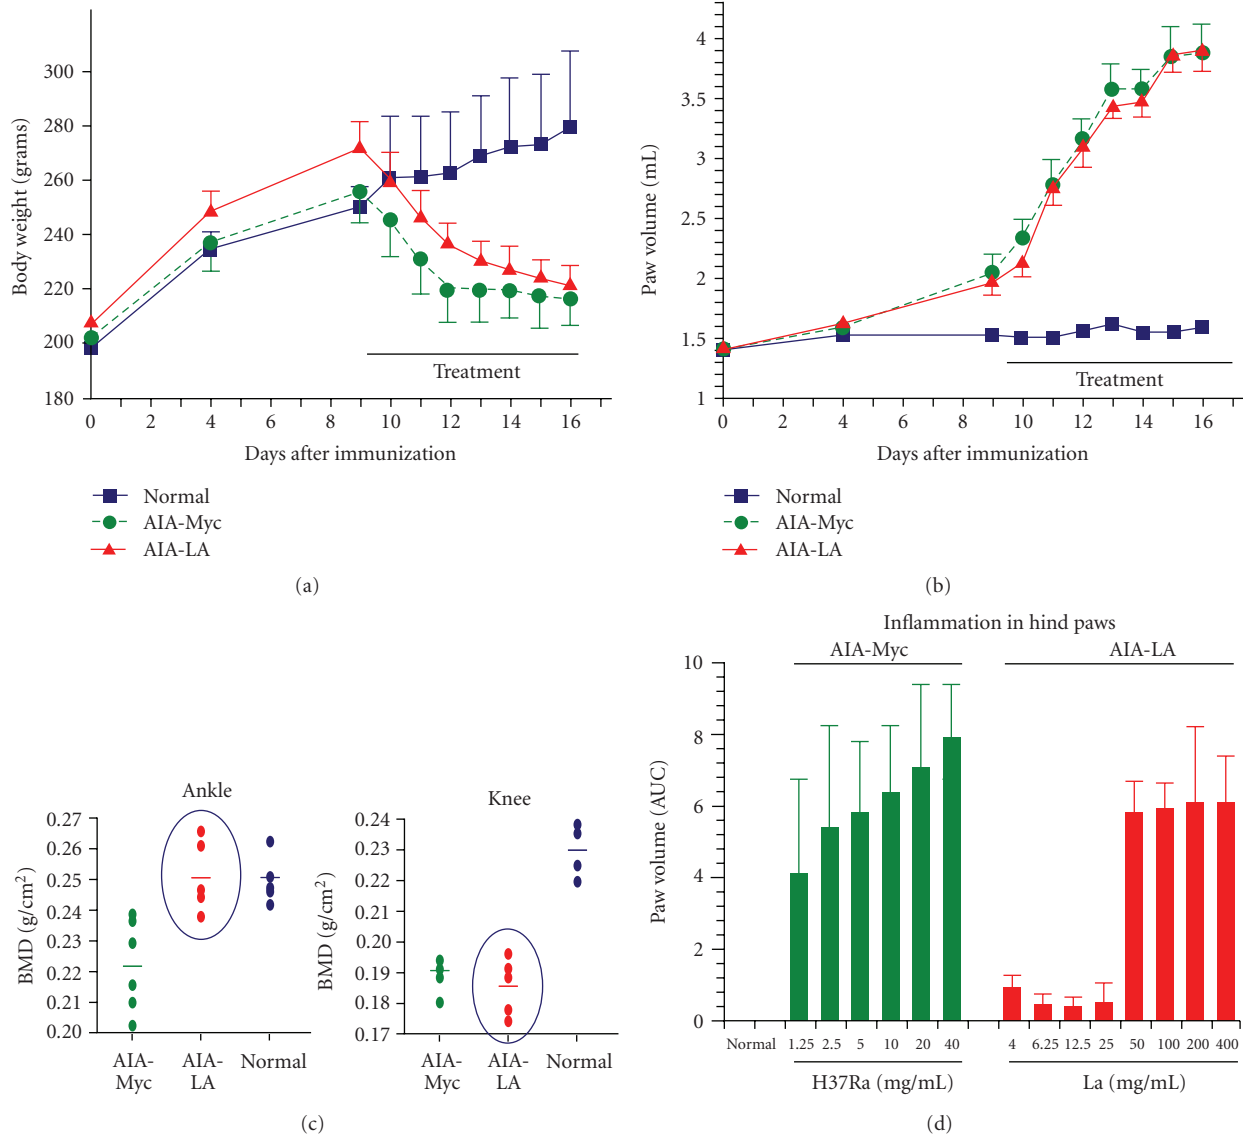 300
280
260
240
220
200
180
Body weight (grams)
Treatment
0 2 4 6 8 10 12 14 16
Days after immunization
Normal
AIA-Myc
AIA-LA
(a)
4
3.5
3
2.5
2
1.5
1
Paw volume (mL)
Treatment
0 2 4 6 8 10 12 14 16
Days after immunization
Normal
AIA-Myc
AIA-LA
(b)
Ankle
0.27
0.26
0.25
0.24
0.23
0.22
0.21
0.20
BMD (g/cm²)
AIA-
Myc
AIA-
LA
Normal
Knee
0.24
0.23
0.22
0.21
0.20
0.19
0.18
0.17
BMD (g/cm²)
AIA-
Myc
AIA-
LA
Normal
(c)
Inflammation in hind paws
AIA-Myc AIA-LA
10
8
6
4
2
0
Paw volume (AUC)
Normal 1.25 2.5 5 10 20 40 4 6.25 12.5 25 50 100 200 400
H37Ra (mg/mL) La (mg/mL)
(d)